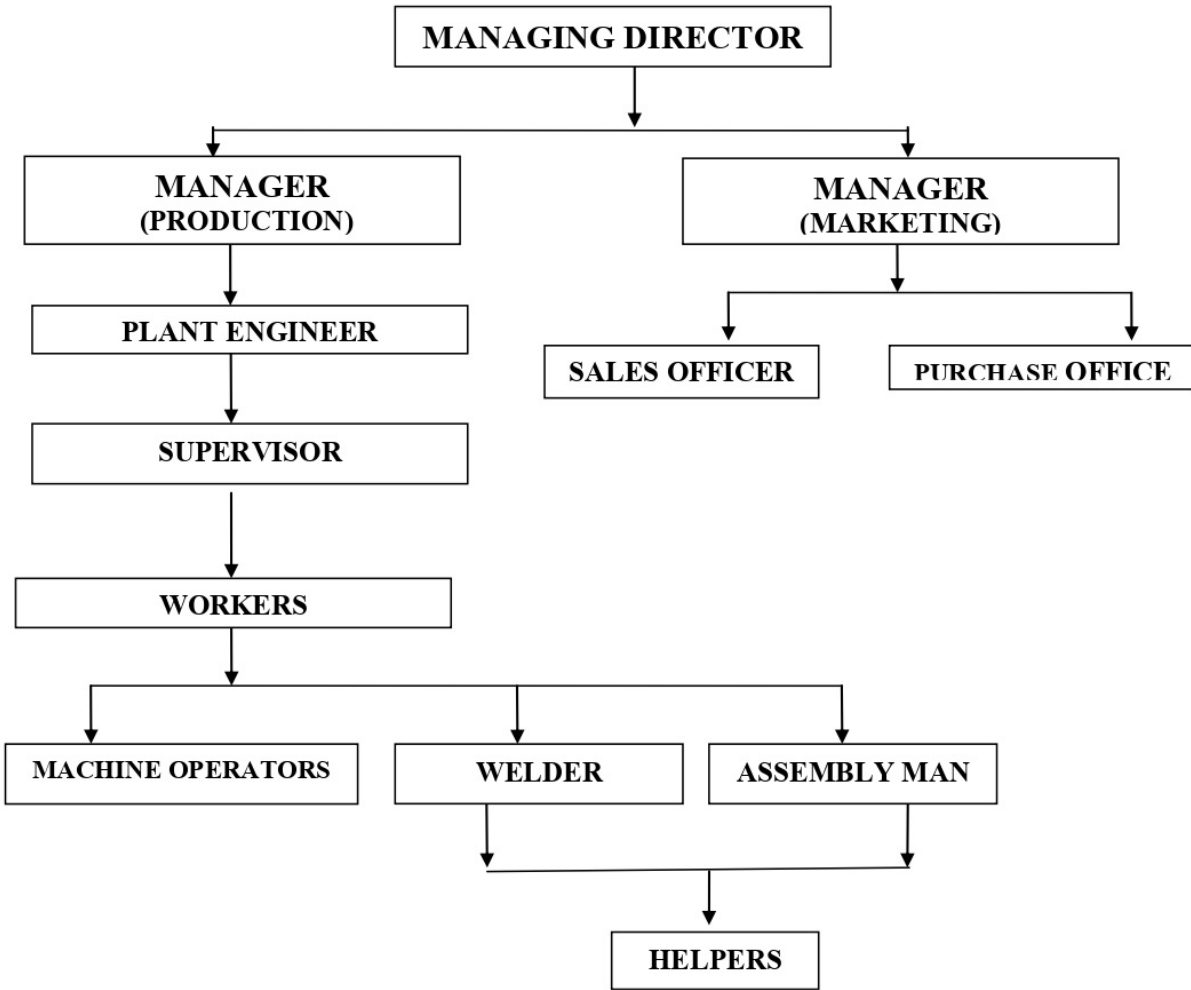 MANAGING DIRECTOR
MANAGER
(PRODUCTION)
MANAGER
(MARKETING)
PLANT ENGINEER
SALES OFFICER
PURCHASE OFFICE
SUPERVISOR
WORKERS
MACHINE OPERATORS
WELDER
ASSEMBLY MAN
HELPERS